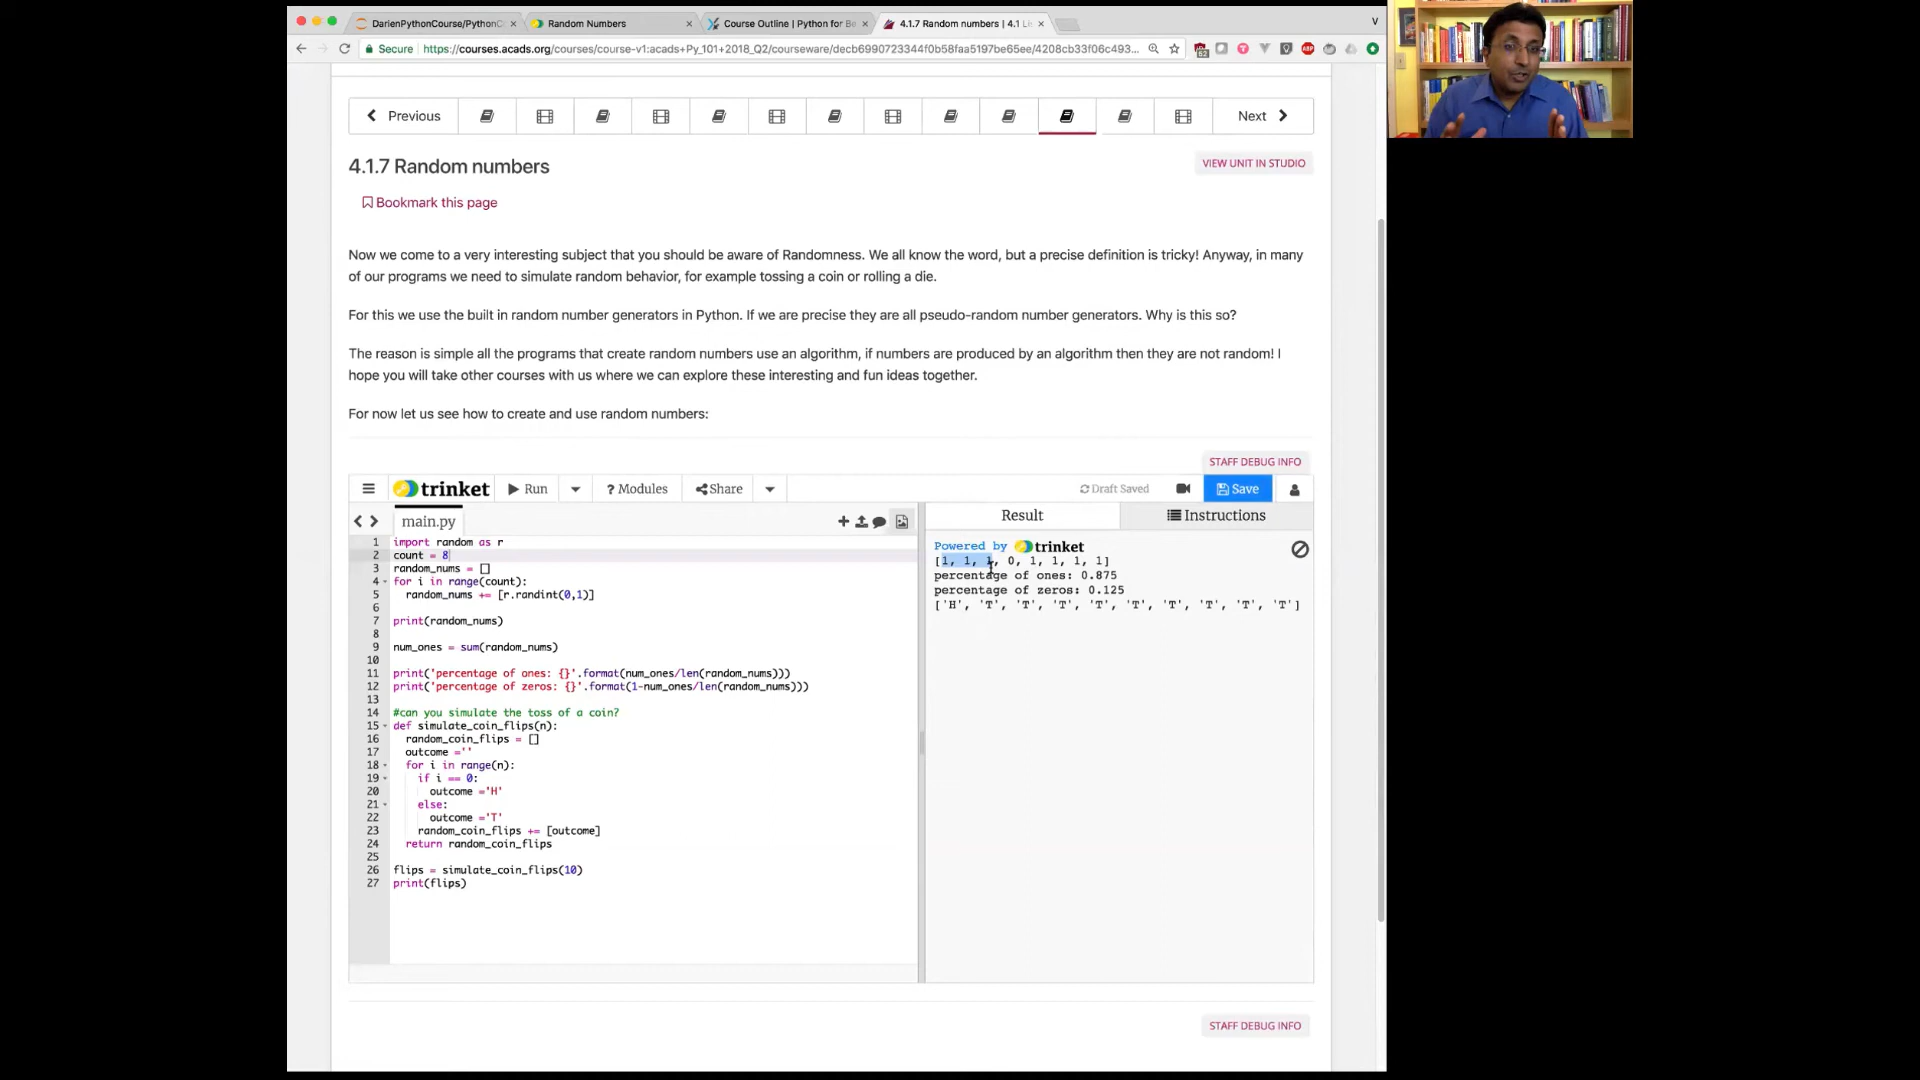 DarienPythonCourse/PythonC
Random Numbers
Course Outline | Python for Be
4.1.7 Random numbers | 4.1 Li
Secure
https://courses.acads.org/courses/course-v1:acads+Py_101+2018_Q2/courseware/decb6990723344f0b58faa5197be65ee/4208cb33f06c493...
Previous
Next
4.1.7 Random numbers
VIEW UNIT IN STUDIO
Bookmark this page
Now we come to a very interesting subject that you should be aware of Randomness. We all know the word, but a precise definition is tricky! Anyway, in many
of our programs we need to simulate random behavior, for example tossing a coin or rolling a die.
For this we use the built in random number generators in Python. If we are precise they are all pseudo-random number generators. Why is this so?
The reason is simple all the programs that create random numbers use an algorithm, if numbers are produced by an algorithm then they are not random! I
hope you will take other courses with us where we can explore these interesting and fun ideas together.
For now let us see how to create and use random numbers:
STAFF DEBUG INFO
trinket
Run
? Modules
Share
Draft Saved
Save
main.py
Result
Instructions
1 import random as r
2 count = 8
3 random_nums = []
4 for i in range(count):
5 random_nums += [r.randint(0,1)]
6
7 print(random_nums)
8
9 num_ones = sum(random_nums)
10
11 print('percentage of ones: {}'.format(num_ones/len(random_nums)))
12 print('percentage of zeros: {}'.format(1-num_ones/len(random_nums)))
13
14 #can you simulate the toss of a coin?
15 def simulate_coin_flips(n):
16 random_coin_flips = []
17 outcome =''
18 for i in range(n):
19 if i == 0:
20 outcome ='H'
21 else:
22 outcome ='T'
23 random_coin_flips += [outcome]
24 return random_coin_flips
25
26 flips = simulate_coin_flips(10)
27 print(flips)
Powered by trinket
[1, 1, 1, 0, 1, 1, 1, 1]
percentage of ones: 0.875
percentage of zeros: 0.125
['H', 'T', 'T', 'T', 'T', 'T', 'T', 'T', 'T', 'T']
STAFF DEBUG INFO